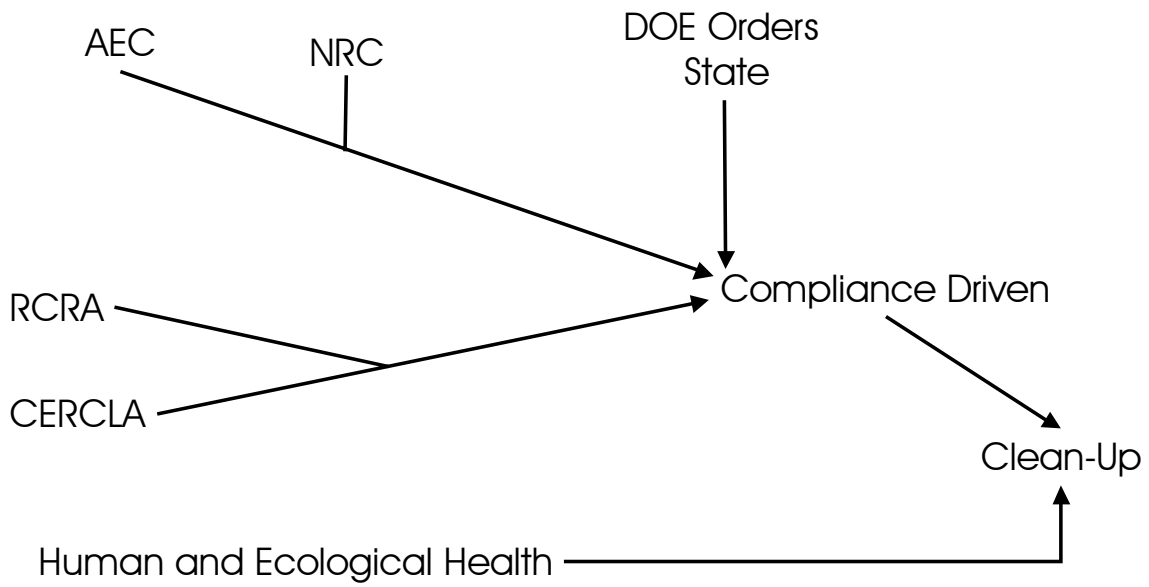 AEC
NRC
DOE Orders
State
Compliance Driven
RCRA
CERCLA
Clean-Up
Human and Ecological Health